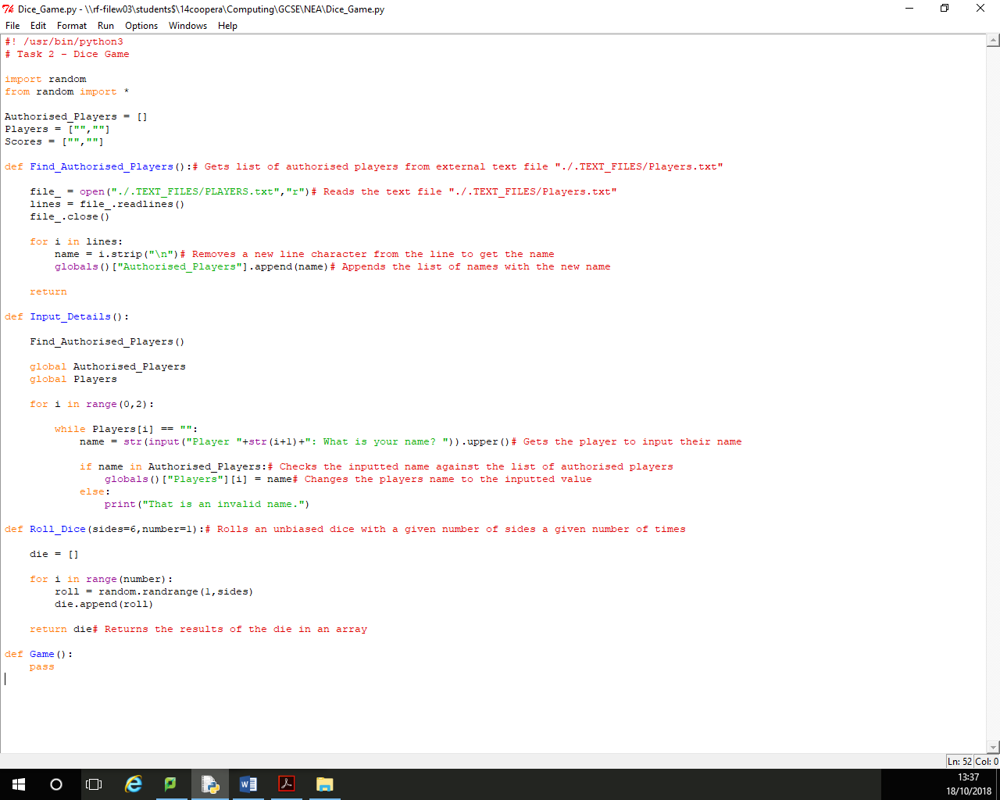 Dice_Game.py - \\rf-filew03\students$\14coopera\Computing\GCSE\NEA\Dice_Game.py
File Edit Format Run Options Windows Help
#! /usr/bin/python3
# Task 2 - Dice Game
import random
from random import *
Authorised_Players = []
Players = ["",""]
Scores = ["",""]
def Find_Authorised_Players():# Gets list of authorised players from external text file "./.TEXT_FILES/Players.txt"
file_ = open("./.TEXT_FILES/PLAYERS.txt","r")# Reads the text file "./.TEXT_FILES/Players.txt"
lines = file_.readlines()
file_.close()
for i in lines:
name = i.strip("\n")# Removes a new line character from the line to get the name
globals()["Authorised_Players"].append(name)# Appends the list of names with the new name
return
def Input_Details():
Find_Authorised_Players()
global Authorised_Players
global Players
for i in range(0,2):
while Players[i] == "":
name = str(input("Player "+str(i+1)+": What is your name? ")).upper()# Gets the player to input their name
if name in Authorised_Players:# Checks the inputted name against the list of authorised players
globals()["Players"][i] = name# Changes the players name to the inputted value
else:
print("That is an invalid name.")
def Roll_Dice(sides=6,number=1):# Rolls an unbiased dice with a given number of sides a given number of times
die = []
for i in range(number):
roll = random.randrange(1,sides)
die.append(roll)
return die# Returns the results of the die in an array
def Game():
pass
Ln: 52 Col: 0
13:37
18/10/2018